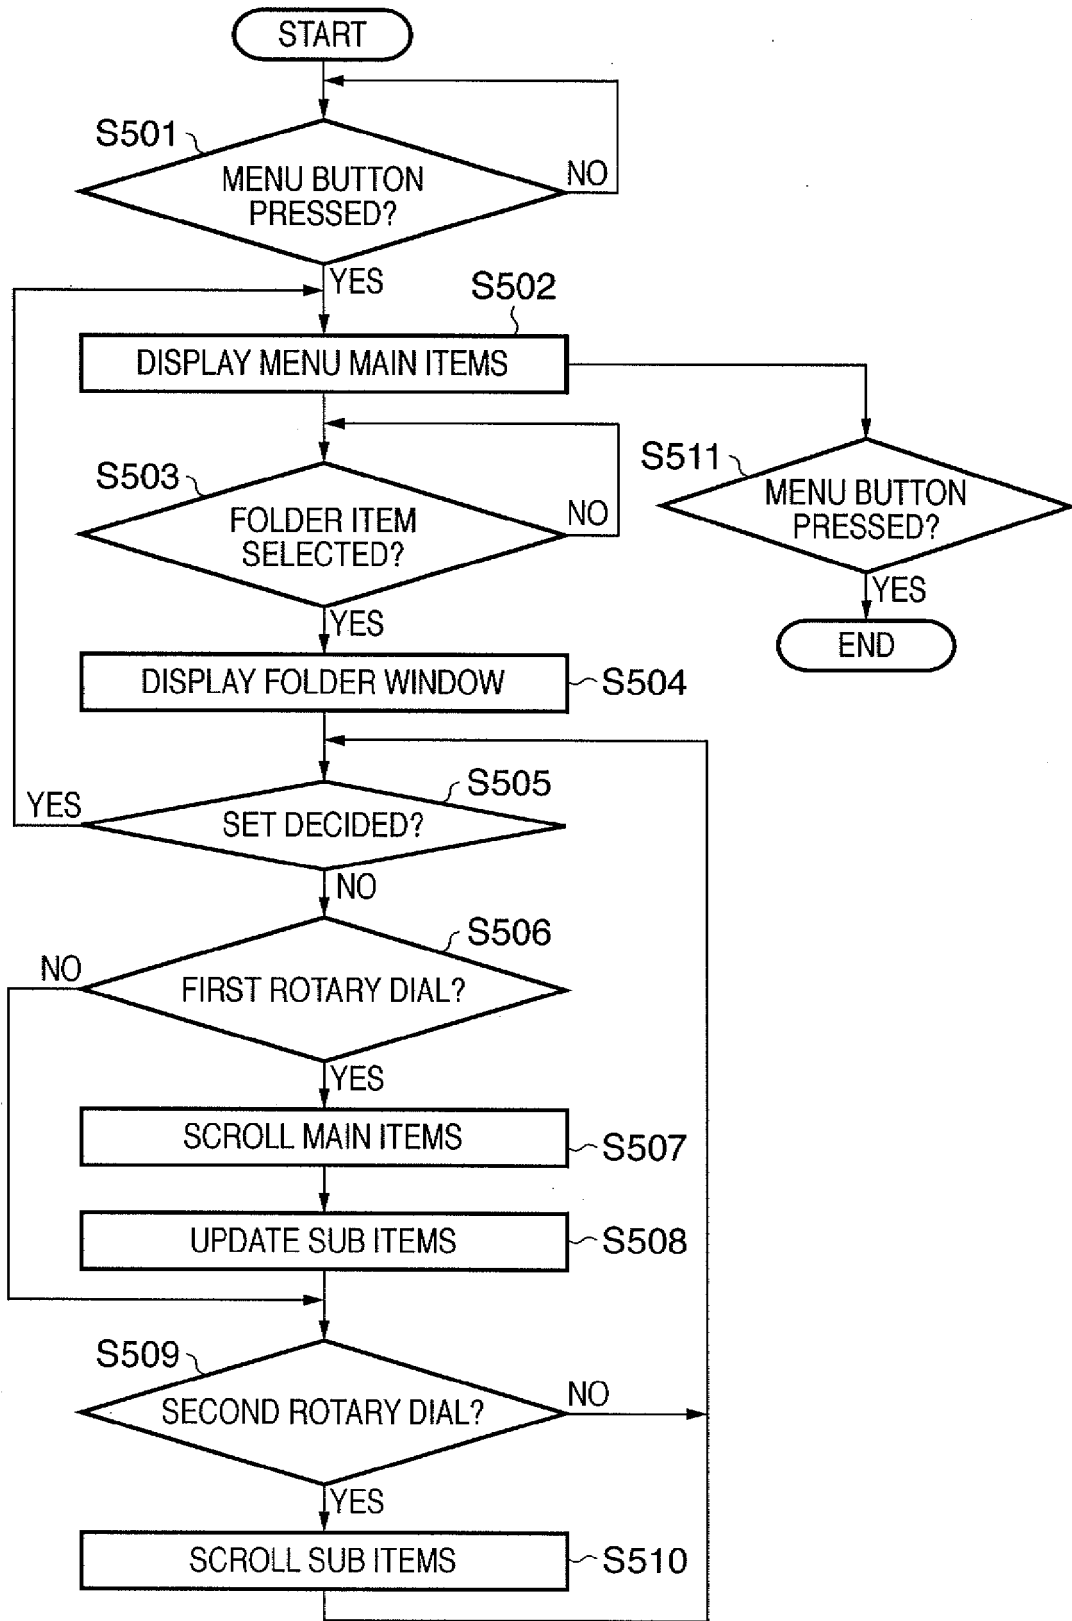 START
S501
MENU BUTTON
PRESSED?
NO
YES
S502
DISPLAY MENU MAIN ITEMS
S503
FOLDER ITEM
SELECTED?
NO
S511
MENU BUTTON
PRESSED?
YES
YES
END
DISPLAY FOLDER WINDOW
S504
S505
YES
SET DECIDED?
NO
S506
NO
FIRST ROTARY DIAL?
YES
SCROLL MAIN ITEMS
S507
UPDATE SUB ITEMS
S508
S509
SECOND ROTARY DIAL?
NO
YES
SCROLL SUB ITEMS
S510